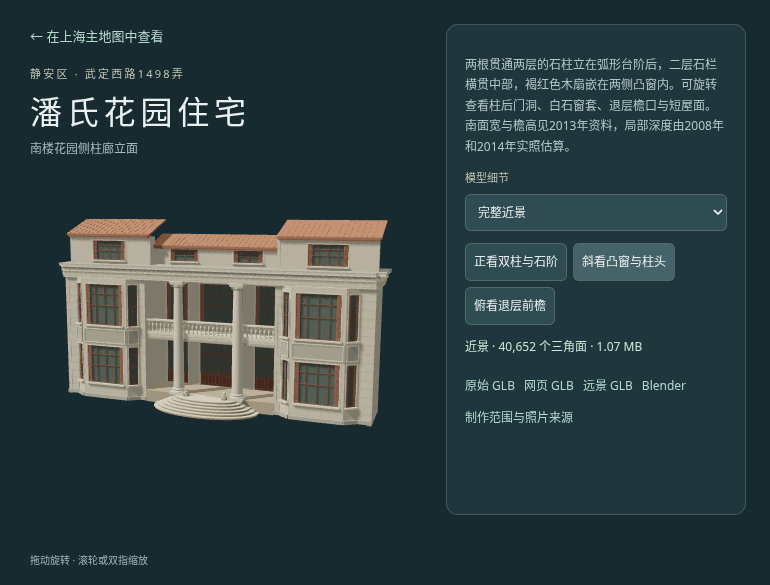 ← 在上海主地图中查看
静安区 · 武定西路1498弄
潘氏花园住宅
南楼花园侧柱廊立面
两根贯通两层的石柱立在弧形台阶后，二层石栏
横贯中部，褐红色木扇嵌在两侧凸窗内。可旋转
查看柱后门洞、白石窗套、退层檐口与短屋面。
南面宽与檐高见2013年资料，局部深度由2008年
和2014年实照估算。
模型细节
完整近景
正看双柱与石阶
斜看凸窗与柱头
俯看退层前檐
近景 · 40,652 个三角面 · 1.07 MB
原始 GLB 网页 GLB 远景 GLB Blender
制作范围与照片来源
拖动旋转 · 滚轮或双指缩放